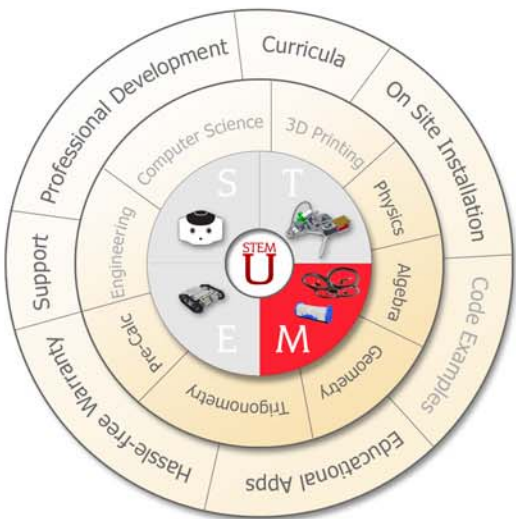 Curricula
On Site Installation
Code Examples
Educational Apps
Hassle-free Warranty
Support
Professional Development
Computer Science
3D Printing
Physics
Algebra
Geometry
Trigonometry
Pre-Calc
Engineering
S
T
E
M
STEM
U